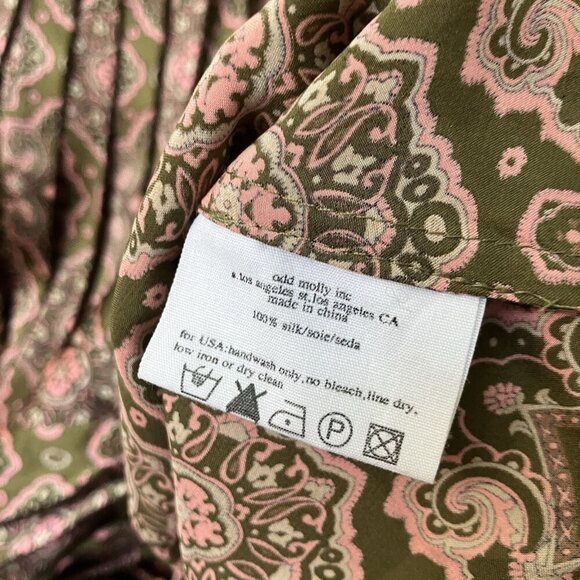 odd molly inc
s.los angeles st.los angeles CA
made in china
100% silk/soie/seda
for USA:handwash only,no bleach,line dry,
low iron or dry clean
P